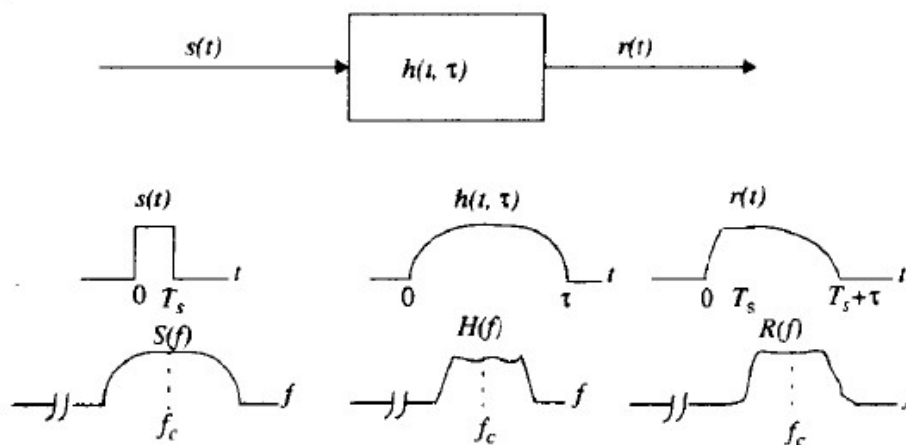 s(t)
h(t, τ)
r(t)
s(t)
h(t, τ)
r(t)
t
t
t
0 T_s
0 τ
0 T_s T_s+τ
S(f)
H(f)
R(f)
f
f
f_c
f_c
f_c